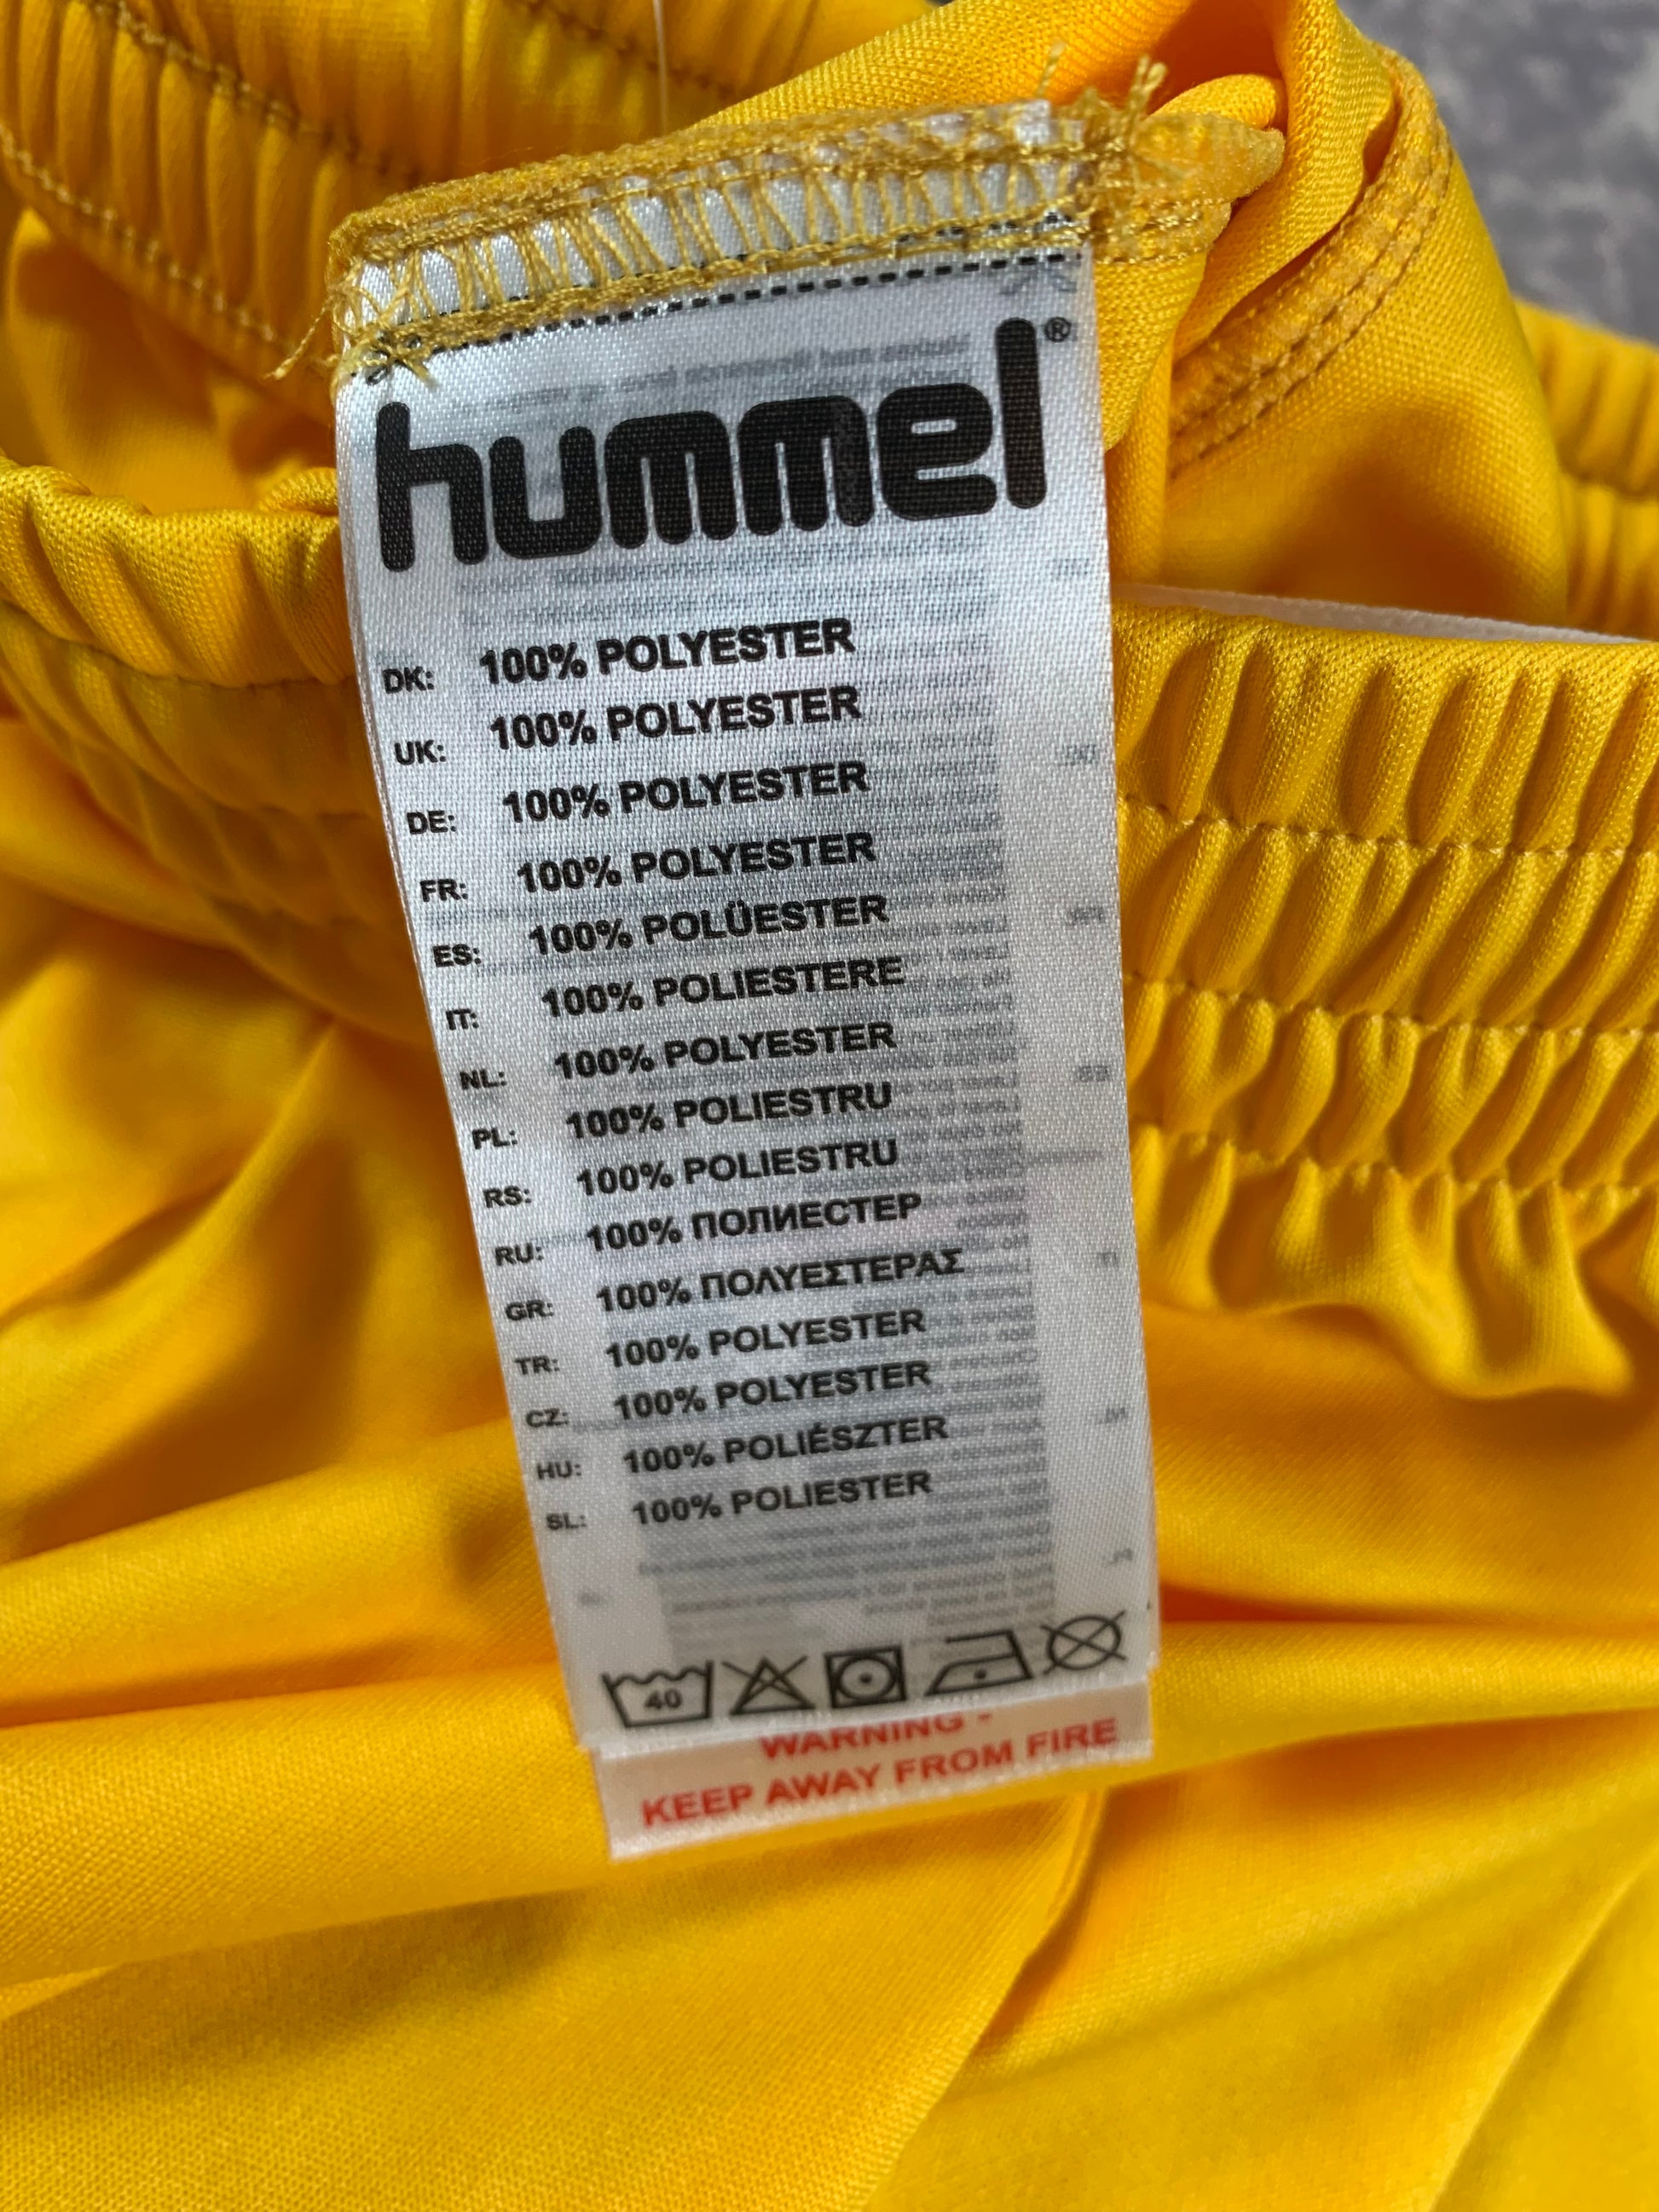 hummel®
DK: 100% POLYESTER
UK: 100% POLYESTER
DE: 100% POLYESTER
FR: 100% POLYESTER
ES: 100% POLÜESTER
IT: 100% POLIESTERE
NL: 100% POLYESTER
PL: 100% POLIESTRU
RS: 100% POLIESTRU
RU: 100% ПОЛИЕСТЕР
GR: 100% ΠΟΛΥΕΣΤΕΡΑΣ
TR: 100% POLYESTER
CZ: 100% POLYESTER
HU: 100% POLIÉSZTER
SL: 100% POLIESTER
40
WARNING -
KEEP AWAY FROM FIRE